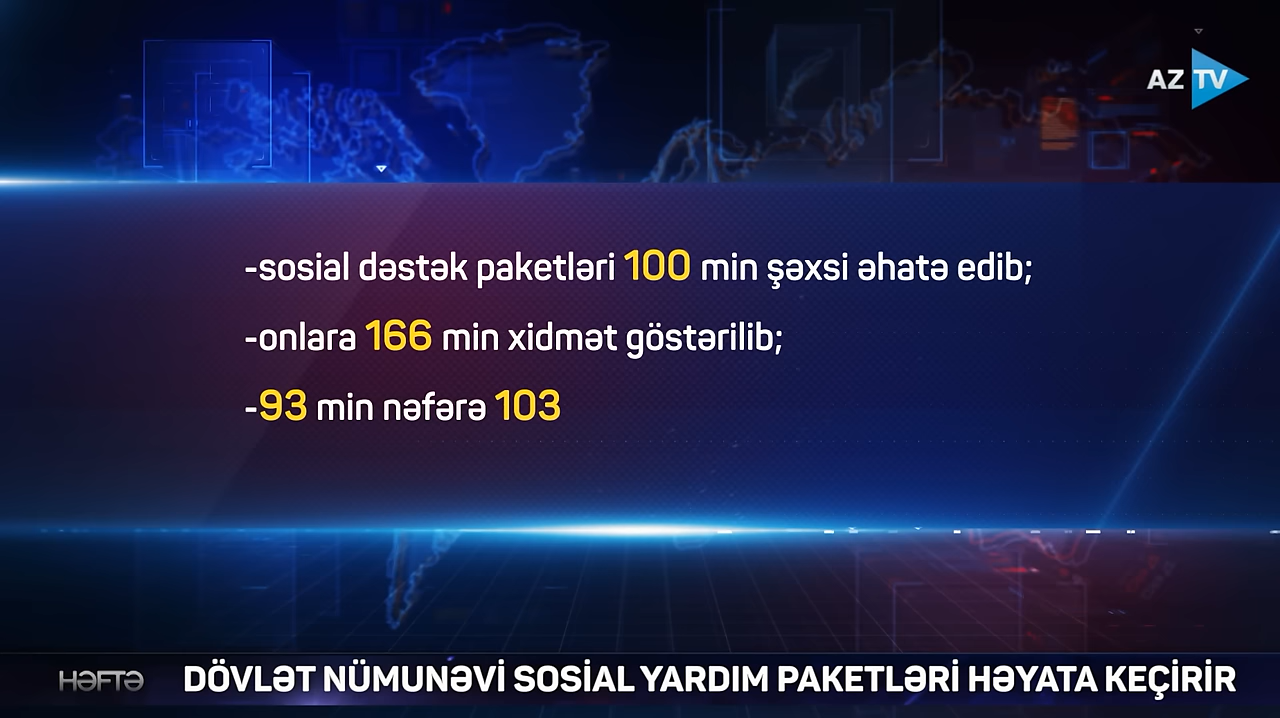 AZ TV
-sosial dəstək paketləri 100 min şəxsi əhatə edib;
-onlara 166 min xidmət göstərilib;
-93 min nəfərə 103
HƏFTƏ
DÖVLƏT NÜMUNƏVİ SOSİAL YARDIM PAKETLƏRİ HƏYATA KEÇİRİR